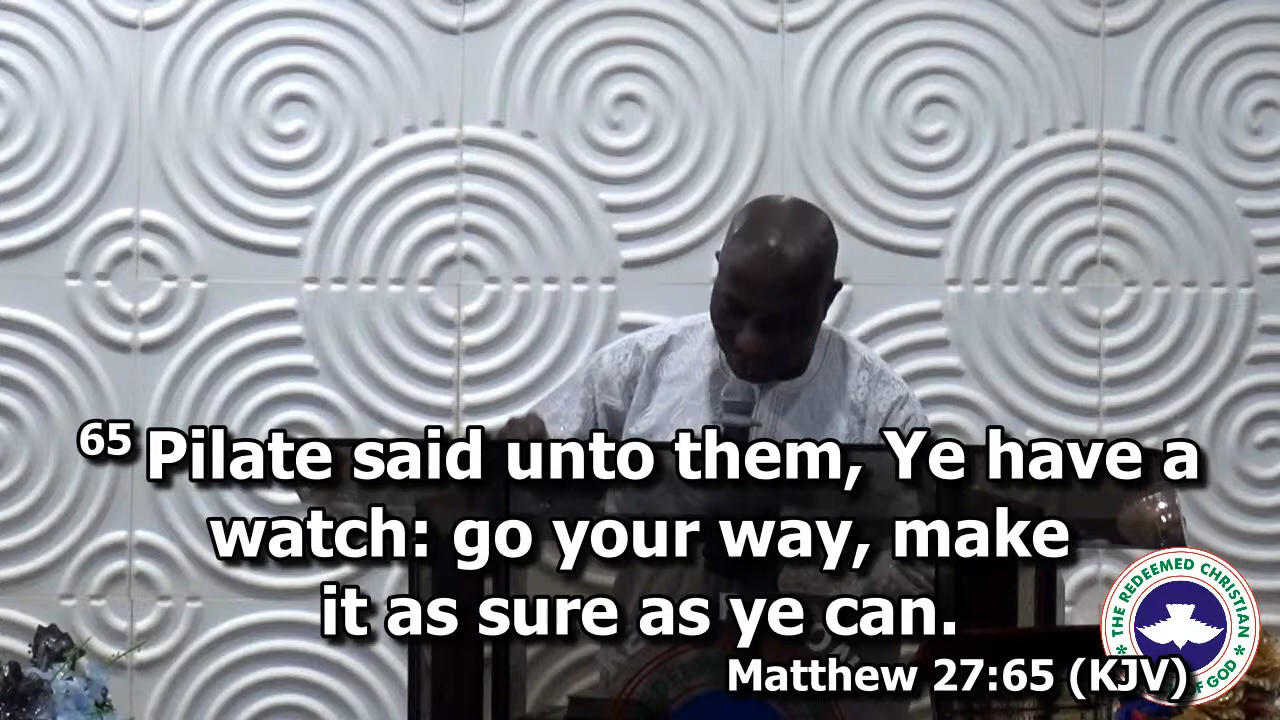 65 Pilate said unto them, Ye have a
watch: go your way, make
it as sure as ye can.
Matthew 27:65 (KJV)
THE REDEEMED CHRISTIAN
OF GOD